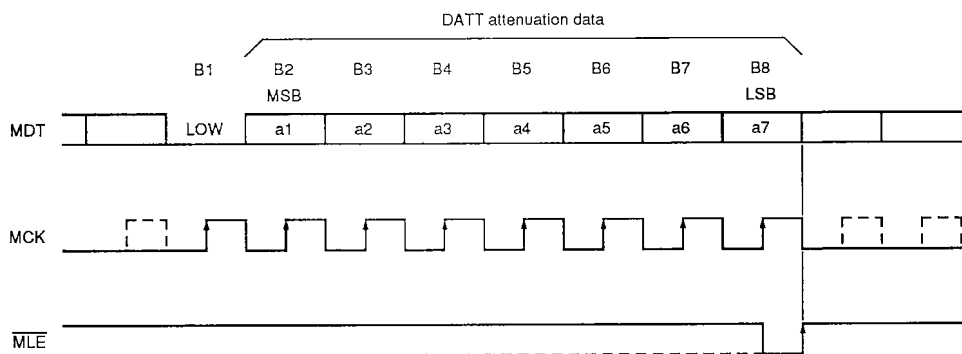 DATT attenuation data
B1 B2 B3 B4 B5 B6 B7 B8
MSB LSB
MDT LOW a1 a2 a3 a4 a5 a6 a7
MCK
MLE